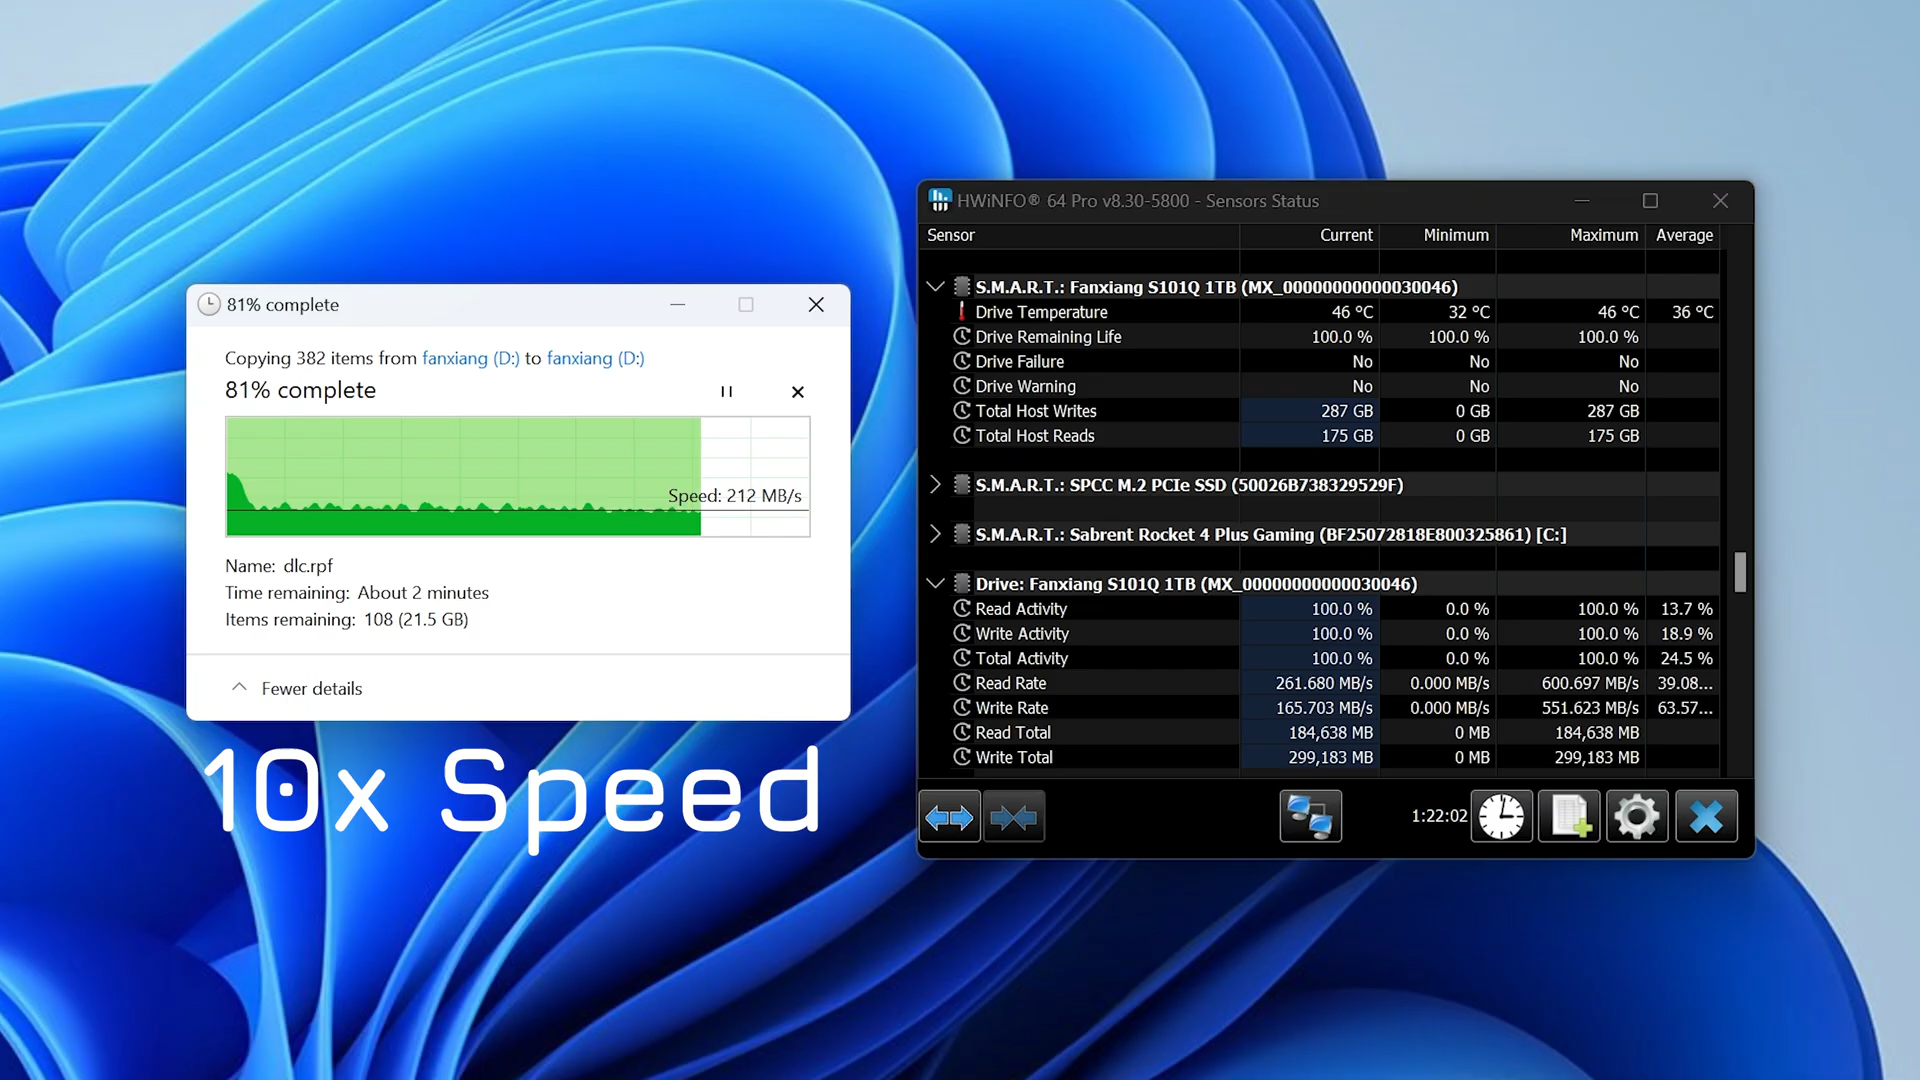 81% complete
Copying 382 items from fanxiang (D:) to fanxiang (D:)
81% complete
Speed: 212 MB/s
Name: dlc.rpf
Time remaining: About 2 minutes
Items remaining: 108 (21.5 GB)
Fewer details
10x Speed
HWiNFO® 64 Pro v8.30-5800 - Sensors Status
Sensor Current Minimum Maximum Average
S.M.A.R.T.: Fanxiang S101Q 1TB (MX_00000000000030046)
Drive Temperature 46 °C 32 °C 46 °C 36 °C
Drive Remaining Life 100.0 % 100.0 % 100.0 %
Drive Failure No No No
Drive Warning No No No
Total Host Writes 287 GB 0 GB 287 GB
Total Host Reads 175 GB 0 GB 175 GB
S.M.A.R.T.: SPCC M.2 PCIe SSD (50026B738329529F)
S.M.A.R.T.: Sabrent Rocket 4 Plus Gaming (BF25072818E800325861) [C:]
Drive: Fanxiang S101Q 1TB (MX_00000000000030046)
Read Activity 100.0 % 0.0 % 100.0 % 13.7 %
Write Activity 100.0 % 0.0 % 100.0 % 18.9 %
Total Activity 100.0 % 0.0 % 100.0 % 24.5 %
Read Rate 261.680 MB/s 0.000 MB/s 600.697 MB/s 39.08...
Write Rate 165.703 MB/s 0.000 MB/s 551.623 MB/s 63.57...
Read Total 184,638 MB 0 MB 184,638 MB
Write Total 299,183 MB 0 MB 299,183 MB
1:22:02